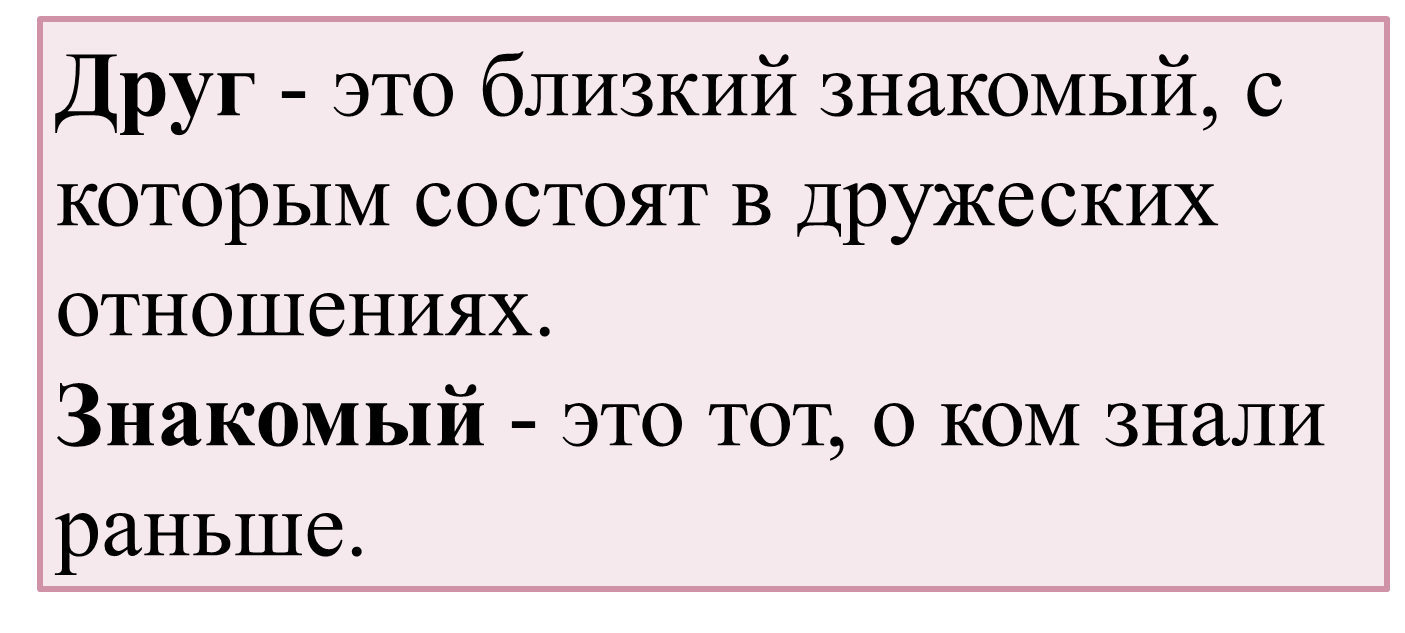 Друг - это близкий знакомый, с
которым состоят в дружеских
отношениях.
Знакомый - это тот, о ком знали
раньше.